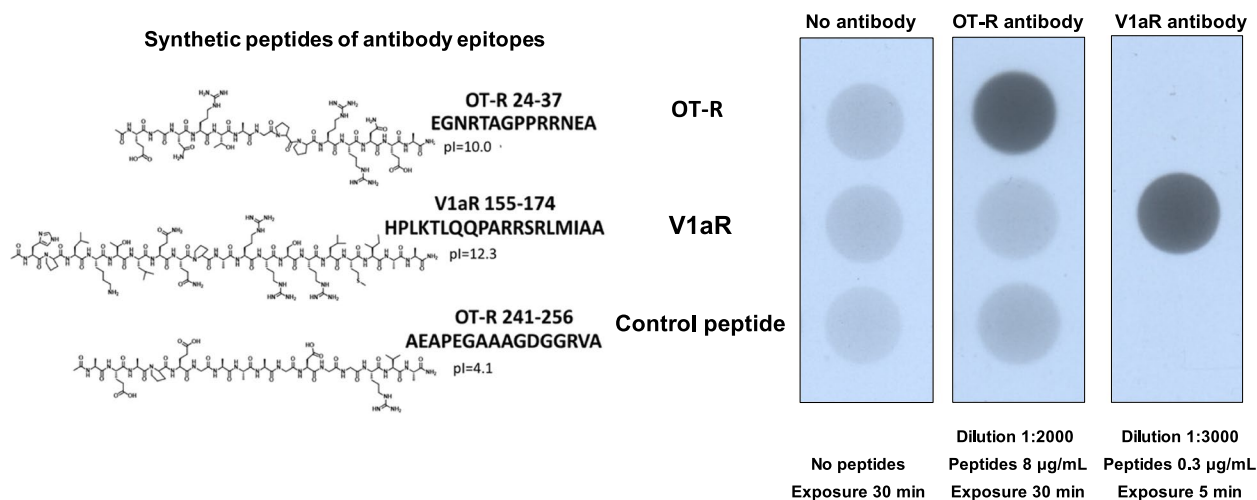 Synthetic peptides of antibody epitopes
OT-R 24-37
EGNRTAGPPRRNEA
pI=10.0
V1aR 155-174
HPLKTLQQPARRSRLMIAA
pI=12.3
OT-R 241-256
AEAPEGAAAGDGGRVA
pI=4.1
OT-R
V1aR
Control peptide
No antibody
OT-R antibody
V1aR antibody
No peptides
Exposure 30 min
Dilution 1:2000
Peptides 8 µg/mL
Exposure 30 min
Dilution 1:3000
Peptides 0.3 µg/mL
Exposure 5 min